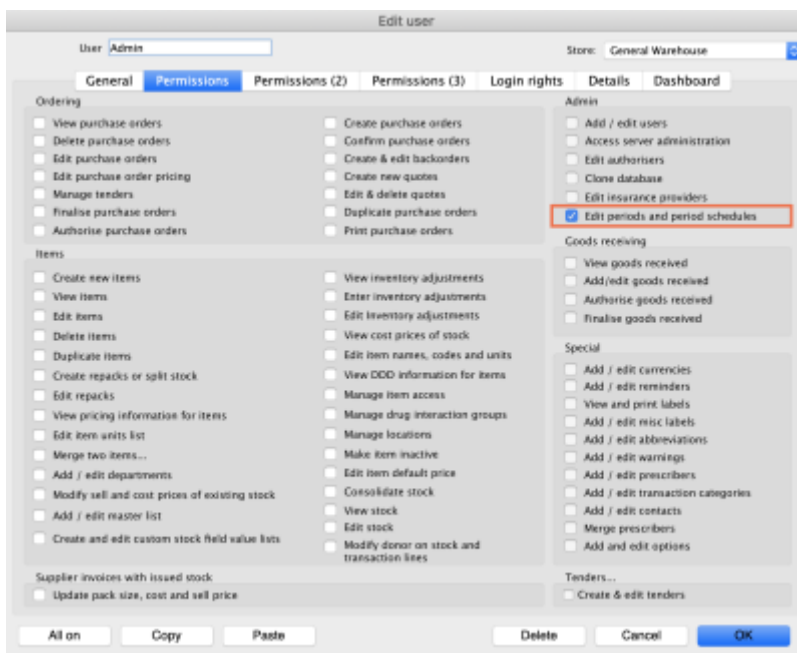 Edit user
User Admin
Store: General Warehouse
General Permissions Permissions (2) Permissions (3) Login rights Details Dashboard
Ordering
View purchase orders
Delete purchase orders
Edit purchase orders
Edit purchase order pricing
Manage tenders
Finalise purchase orders
Authorise purchase orders
Create purchase orders
Confirm purchase orders
Create & edit backorders
Create new quotes
Edit & delete quotes
Duplicate purchase orders
Print purchase orders
Items
Create new items
View items
Edit items
Delete items
Duplicate items
Create repacks or split stock
Edit repacks
View pricing information for items
Edit item units list
Merge two items...
Add / edit departments
Modify sell and cost prices of existing stock
Add / edit master list
Create and edit custom stock field value lists
View inventory adjustments
Enter inventory adjustments
Edit Inventory adjustments
View cost prices of stock
Edit item names, codes and units
View DDD information for items
Manage item access
Manage drug interaction groups
Manage locations
Make item inactive
Edit item default price
Consolidate stock
View stock
Edit stock
Modify donor on stock and
transaction lines
Supplier invoices with issued stock
Update pack size, cost and sell price
Admin
Add / edit users
Access server administration
Edit authorisers
Clone database
Edit insurance providers
Edit periods and period schedules
Goods receiving
View goods received
Add/edit goods received
Authorise goods received
Finalise goods received
Special
Add / edit currencies
Add / edit reminders
View and print labels
Add / edit misc labels
Add / edit abbreviations
Add / edit warnings
Add / edit prescribers
Add / edit transaction categories
Add / edit contacts
Merge prescribers
Add and edit options
Tenders...
Create & edit tenders
All on Copy Paste Delete Cancel OK